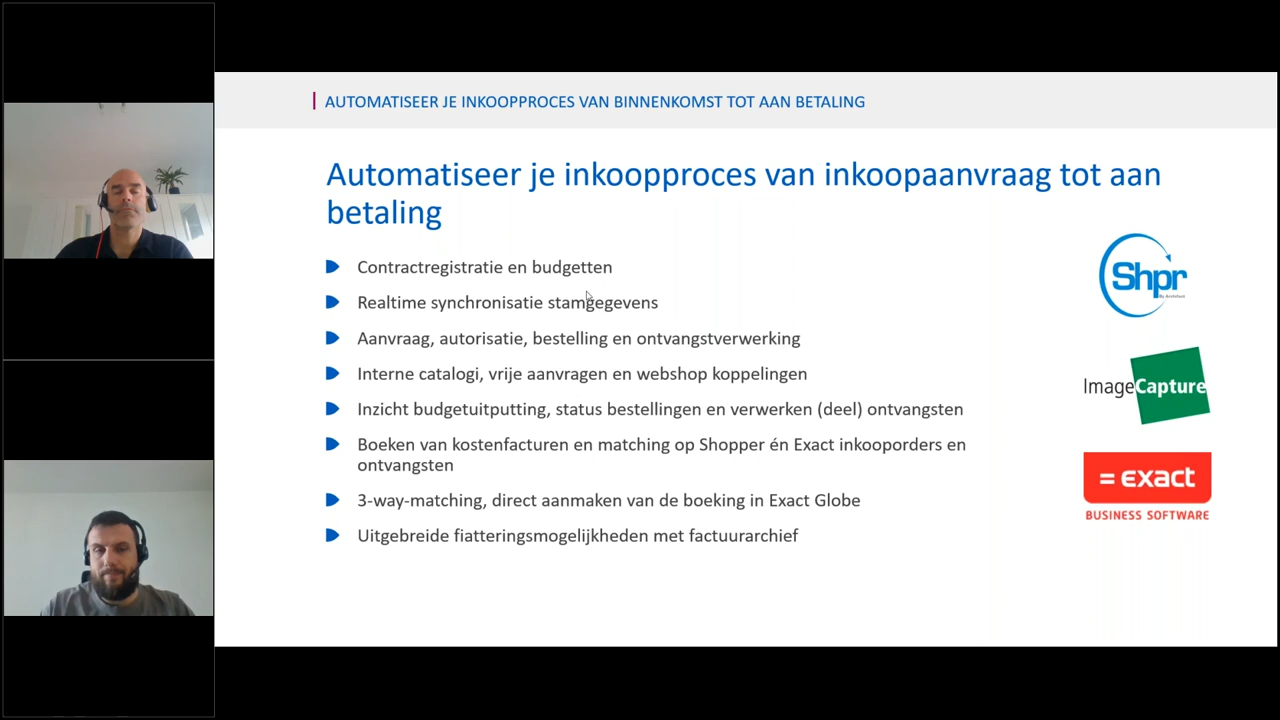 AUTOMATISEER JE INKOOPPROCES VAN BINNENKOMST TOT AAN BETALING
Automatiseer je inkoopproces van inkoopaanvraag tot aan
betaling
Contractregistratie en budgetten
Realtime synchronisatie stamgegevens
Aanvraag, autorisatie, bestelling en ontvangstverwerking
Interne catalogi, vrije aanvragen en webshop koppelingen
Inzicht budgetuitputting, status bestellingen en verwerken (deel) ontvangsten
Boeken van kostenfacturen en matching op Shopper én Exact inkooporders en
ontvangsten
3-way-matching, direct aanmaken van de boeking in Exact Globe
Uitgebreide fiatteringsmogelijkheden met factuurarchief
Shpr
ImageCapture
= exact
BUSINESS SOFTWARE